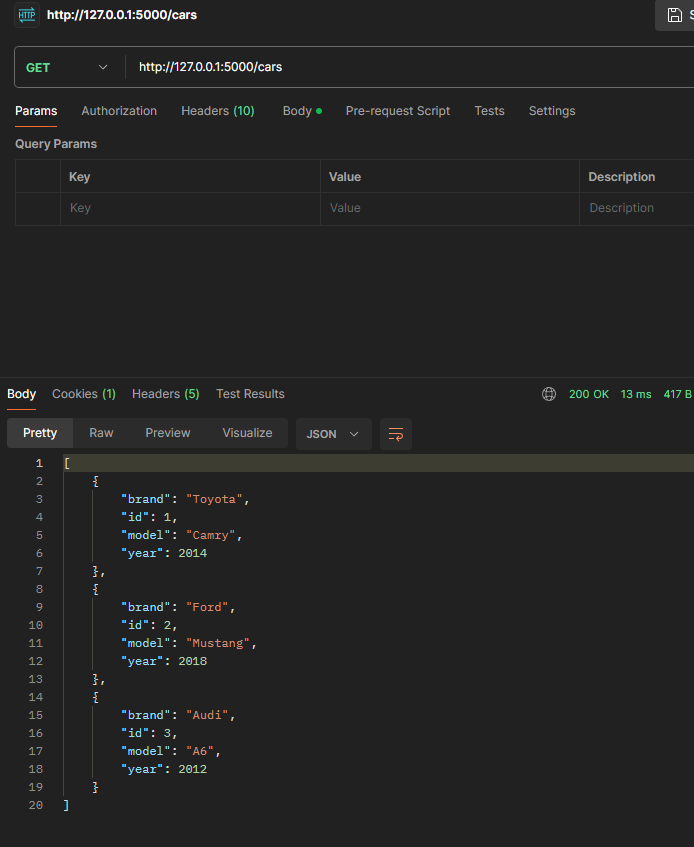 HTTP http://127.0.0.1:5000/cars
GET http://127.0.0.1:5000/cars
Params Authorization Headers (10) Body Pre-request Script Tests Settings
Query Params
Key Value Description
Key Value Description
Body Cookies (1) Headers (5) Test Results 200 OK 13 ms 417 B
Pretty Raw Preview Visualize JSON
1 [
2 {
3 "brand": "Toyota",
4 "id": 1,
5 "model": "Camry",
6 "year": 2014
7 },
8 {
9 "brand": "Ford",
10 "id": 2,
11 "model": "Mustang",
12 "year": 2018
13 },
14 {
15 "brand": "Audi",
16 "id": 3,
17 "model": "A6",
18 "year": 2012
19 }
20 ]